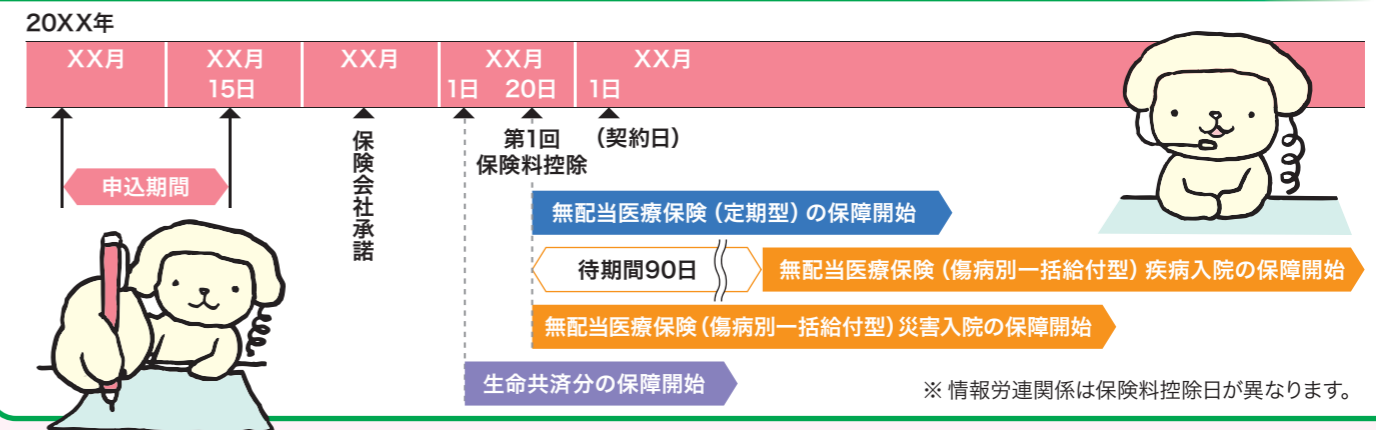 20XX年
XX月 XX月 XX月 XX月 XX月
15日 1日 20日 1日
申込期間
保険会社承諾
第1回
保険料控除
(契約日)
無配当医療保険（定期型）の保障開始
待期間90日
無配当医療保険（傷病別一括給付型）疾病入院の保障開始
無配当医療保険（傷病別一括給付型）災害入院の保障開始
生命共済分の保障開始
※ 情報労連関係は保険料控除日が異なります。